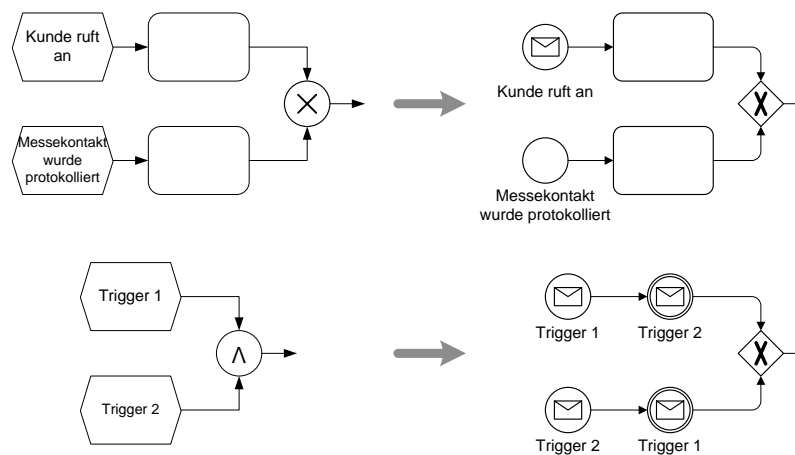 Kunde ruft
an
Kunde ruft an
Messekontakt
wurde
protokolliert
Messekontakt
wurde protokolliert
Trigger 1
Trigger 1
Trigger 2
Trigger 2
Trigger 2
Trigger 1